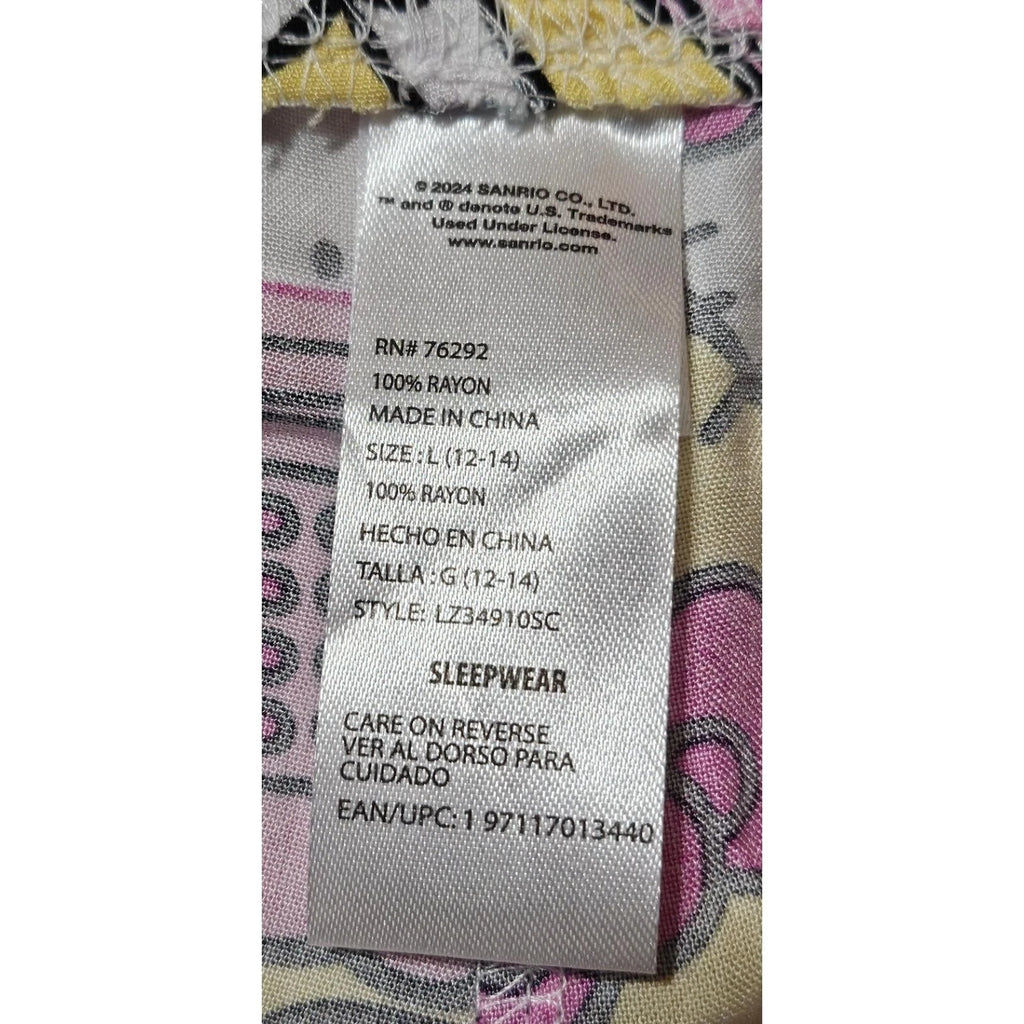 © 2024 SANRIO CO., LTD.
™ and ® denote U.S. Trademarks
Used Under License.
www.sanrio.com
RN# 76292
100% RAYON
MADE IN CHINA
SIZE : L (12-14)
100% RAYON
HECHO EN CHINA
TALLA : G (12-14)
STYLE: LZ34910SC
SLEEPWEAR
CARE ON REVERSE
VER AL DORSO PARA
CUIDADO
EAN/UPC: 1 97117013440